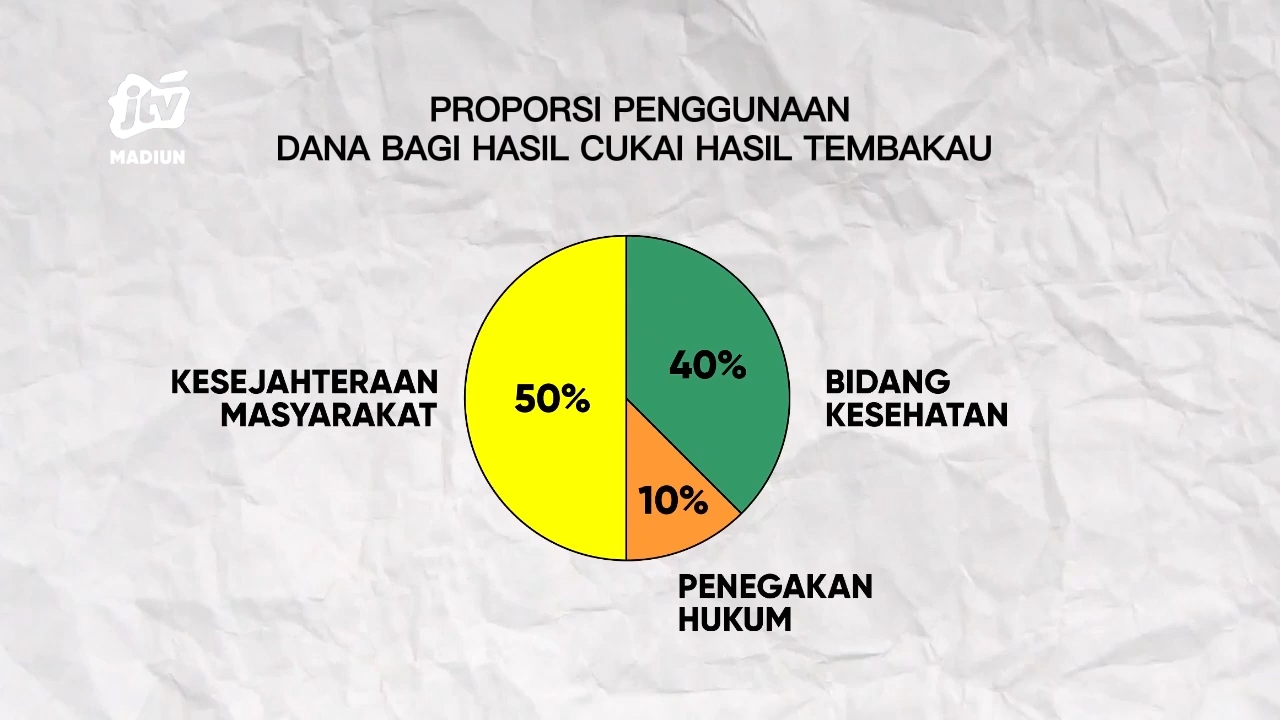 jtv
MADIUN
PROPORSI PENGGUNAAN
DANA BAGI HASIL CUKAI HASIL TEMBAKAU
KESEJAHTERAAN
MASYARAKAT
50%
40%
BIDANG
KESEHATAN
10%
PENEGAKAN
HUKUM